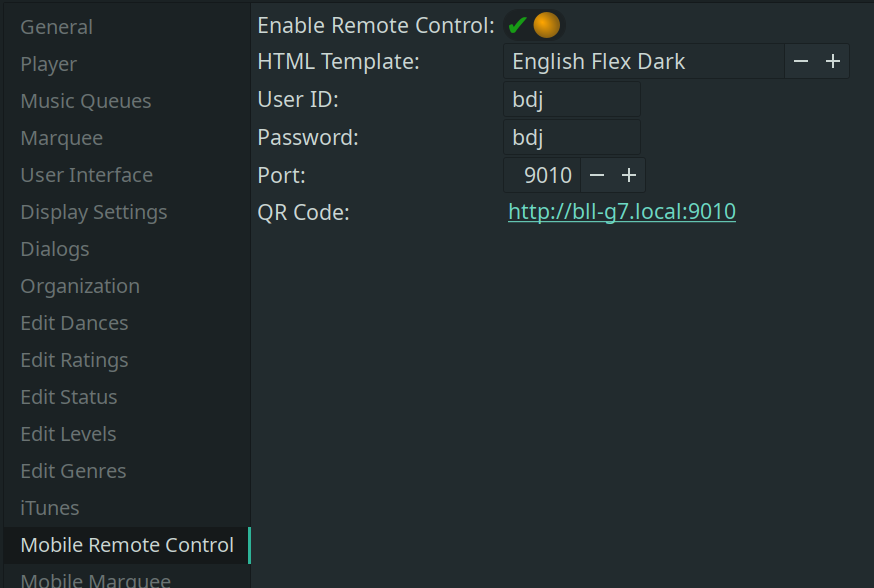 General
Player
Music Queues
Marquee
User Interface
Display Settings
Dialogs
Organization
Edit Dances
Edit Ratings
Edit Status
Edit Levels
Edit Genres
iTunes
Mobile Remote Control
Mobile Marquee
Enable Remote Control: ✔
HTML Template: English Flex Dark − +
User ID: bdj
Password: bdj
Port: 9010 − +
QR Code: http://bll-g7.local:9010